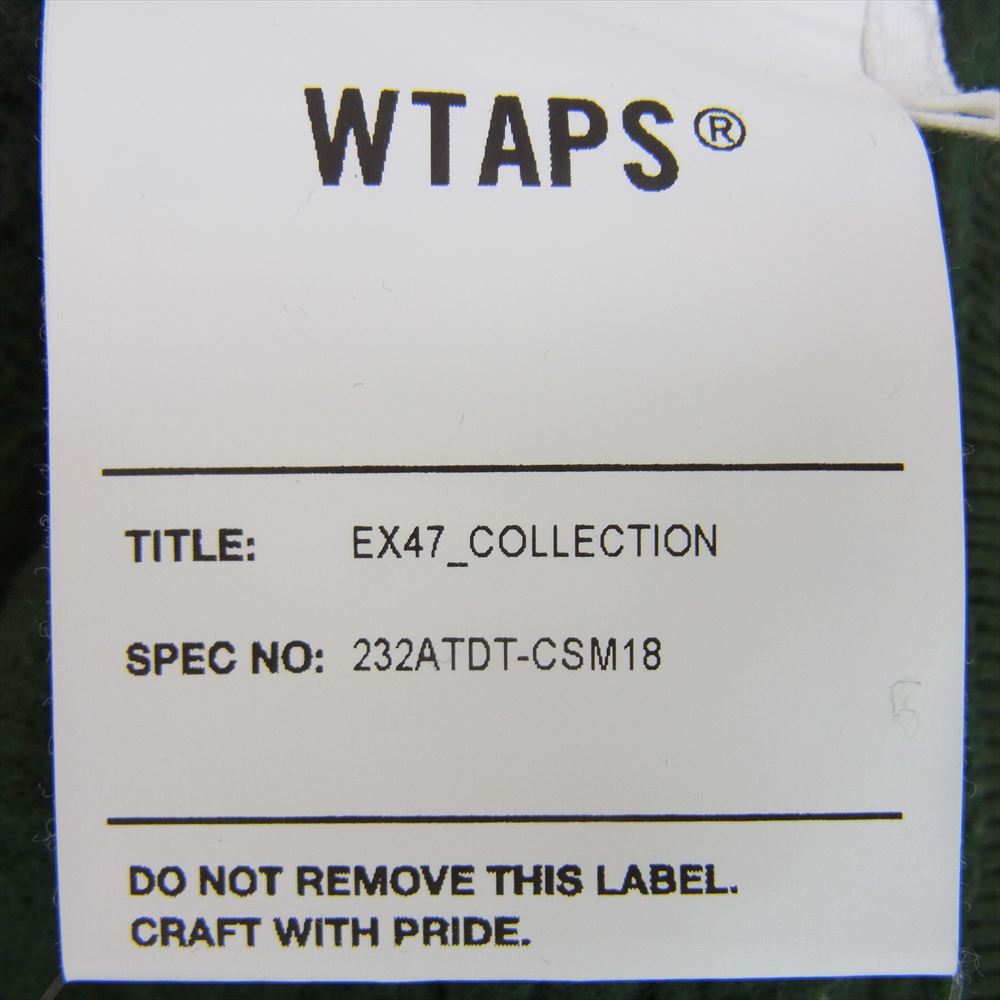 WTAPS®
TITLE: EX47_COLLECTION
SPEC NO: 232ATDT-CSM18
DO NOT REMOVE THIS LABEL.
CRAFT WITH PRIDE.